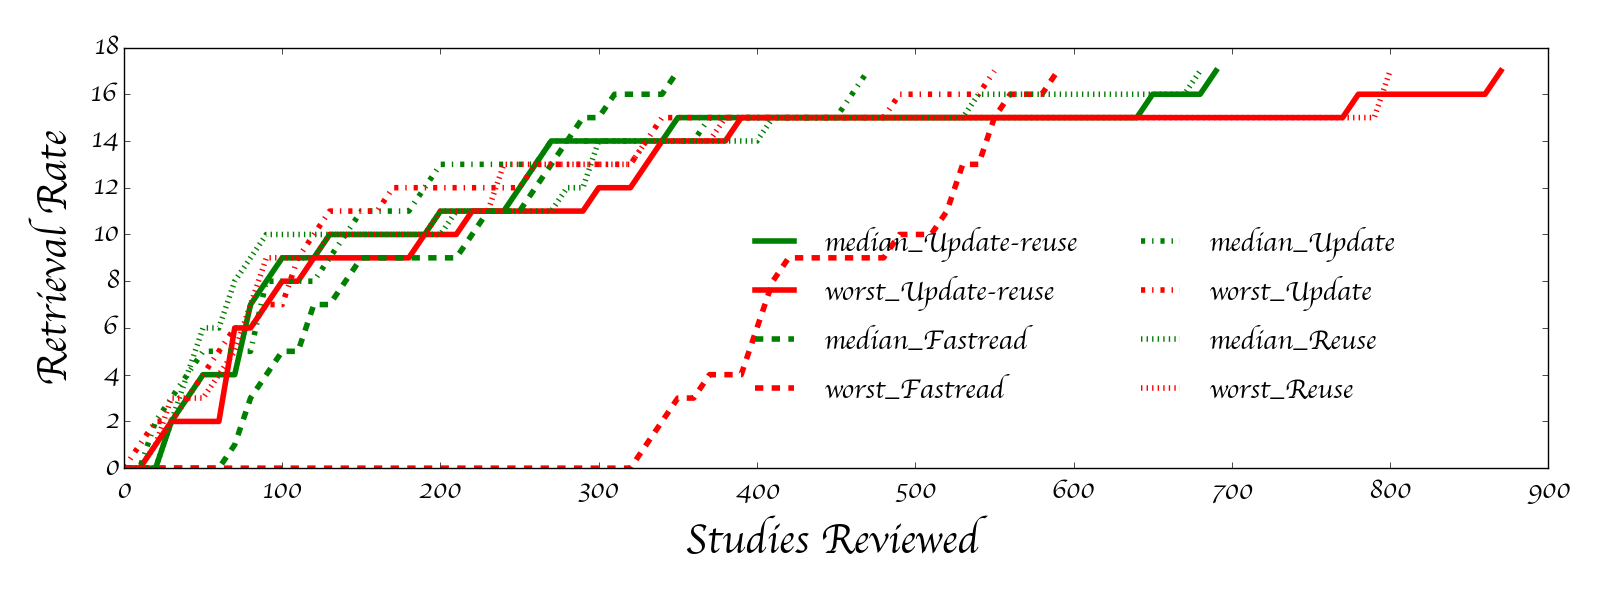 18
16
14
12
10
8
6
4
2
0
Retrieval Rate
median_Update-reuse
worst_Update-reuse
median_Fastread
worst_Fastread
median_Update
worst_Update
median_Reuse
worst_Reuse
0 100 200 300 400 500 600 700 800 900
Studies Reviewed